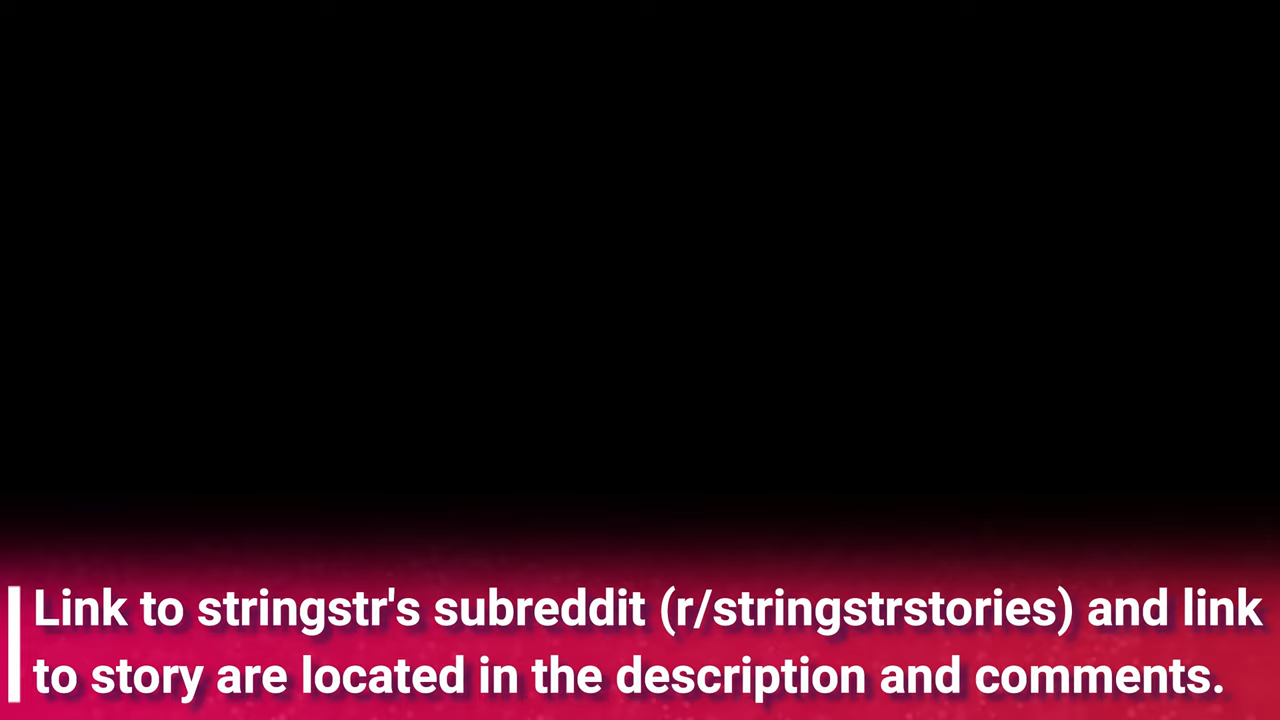 Link to stringstr's subreddit (r/stringstrstories) and link
to story are located in the description and comments.